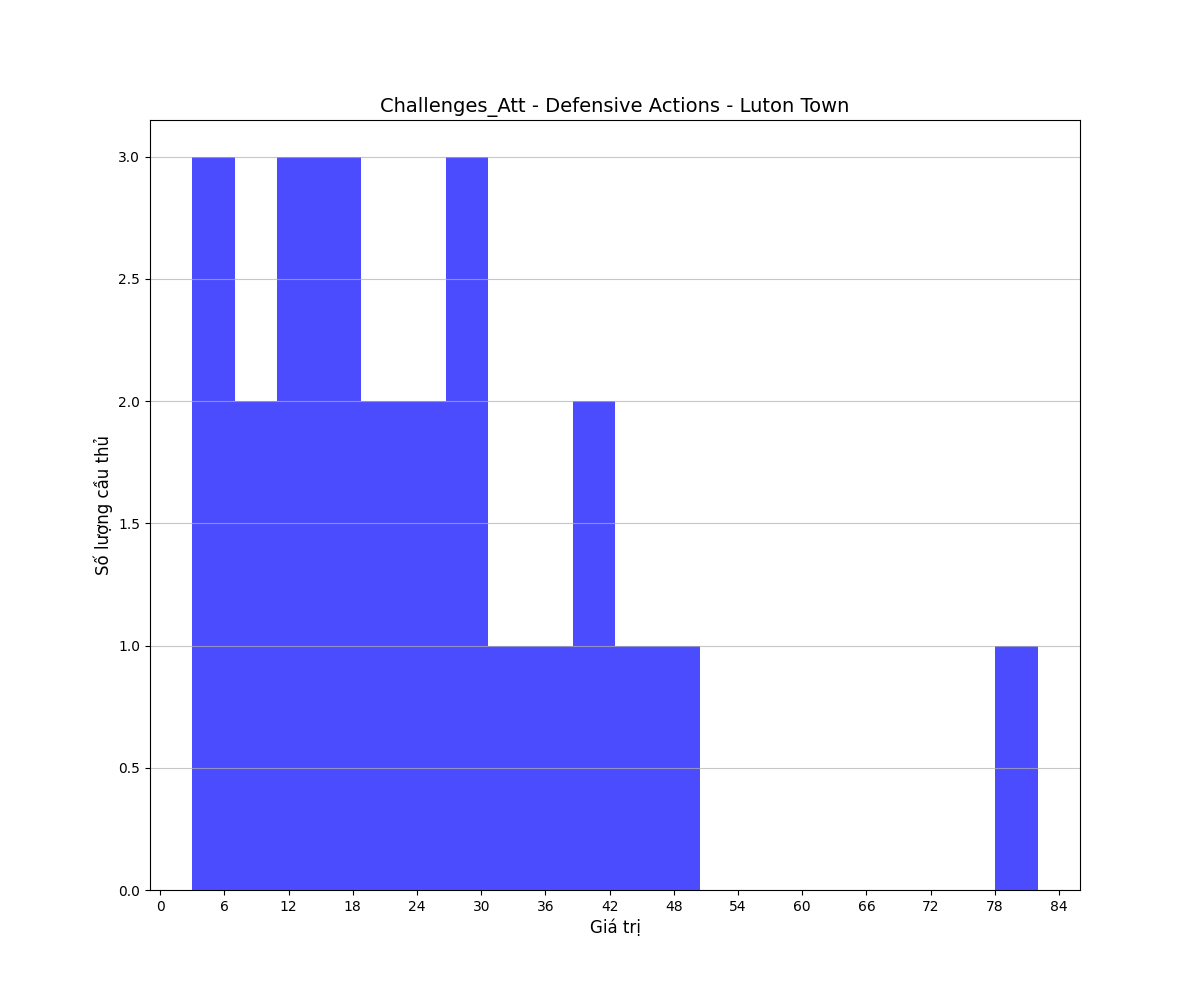 Challenges_Att - Defensive Actions - Luton Town
3.0
2.5
2.0
1.5
1.0
0.5
0.0
Số lượng cầu thủ
0 6 12 18 24 30 36 42 48 54 60 66 72 78 84
Giá trị